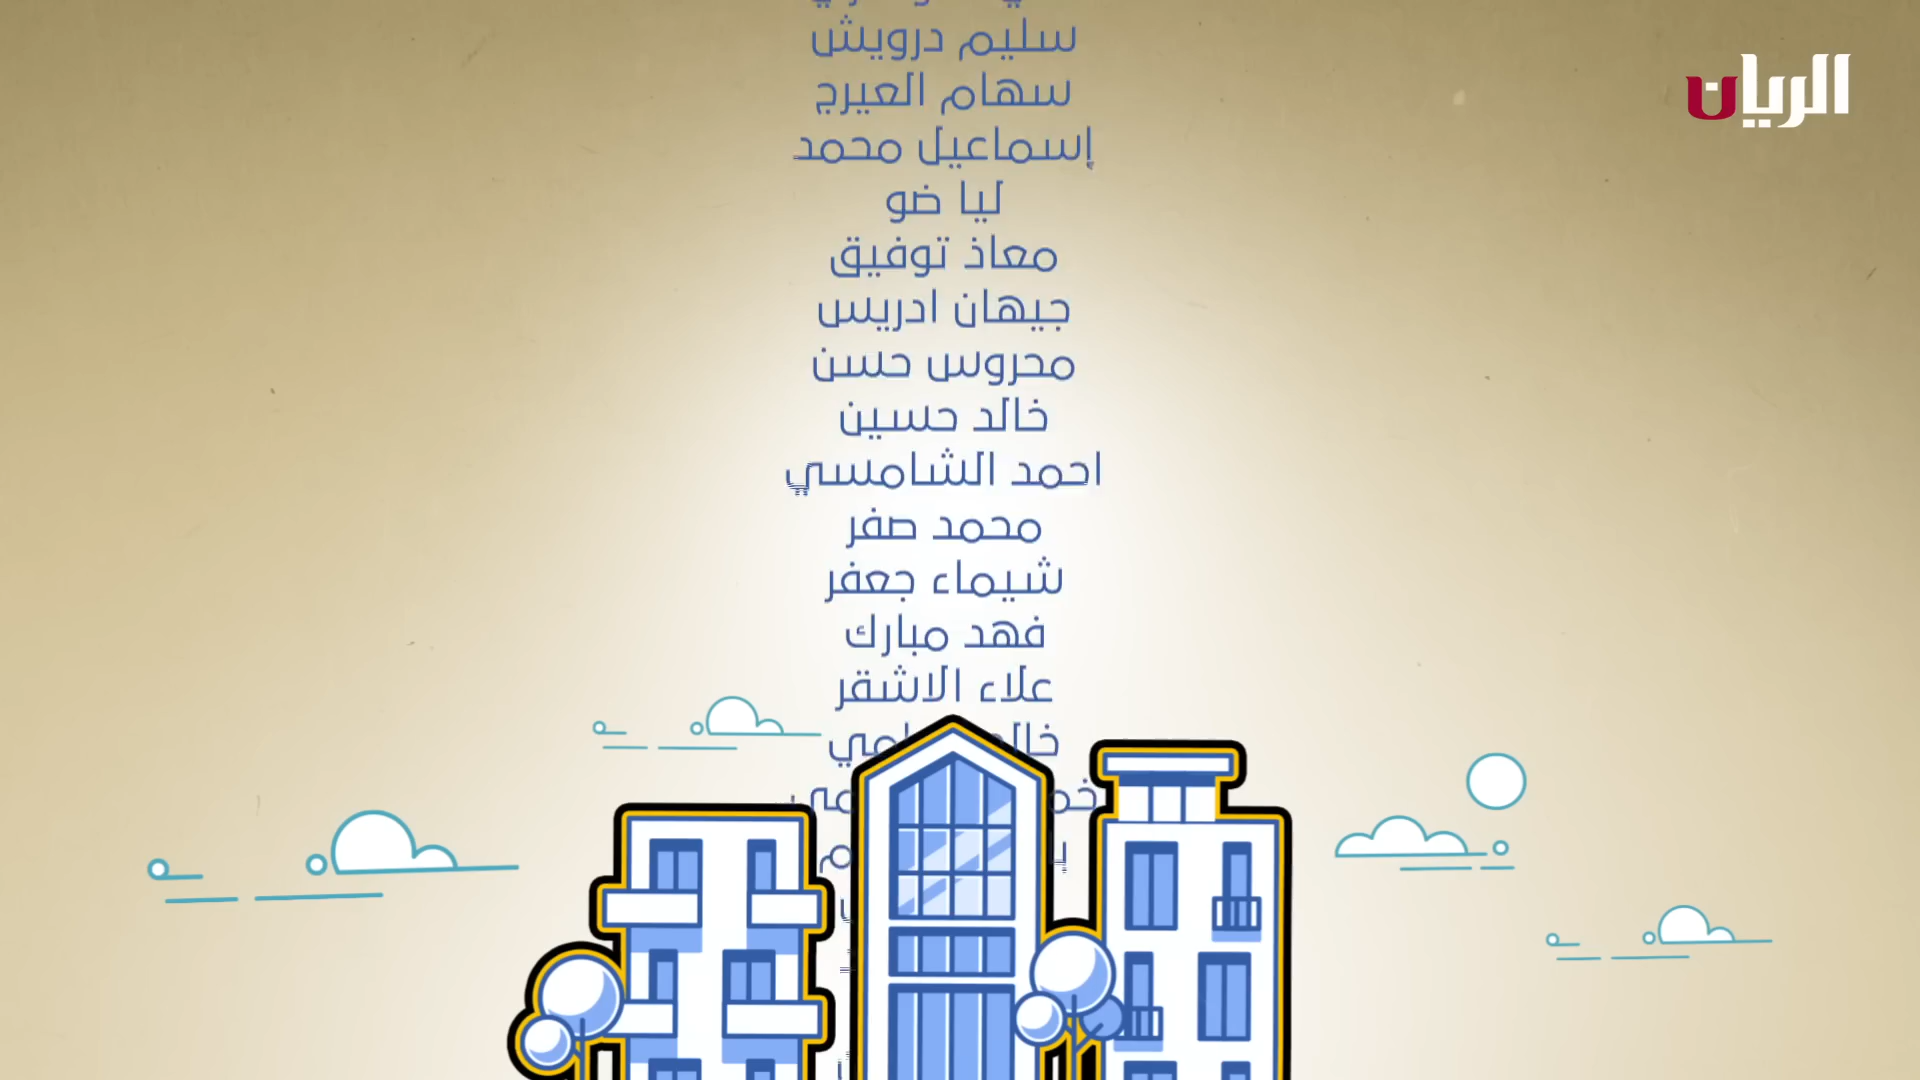 الريان
سليم درويش
سهام العيرج
إسماعيل محمد
ليا ضو
معاذ توفيق
جيهان ادريس
محروس حسن
خالد حسين
احمد الشامسي
محمد صفر
شيماء جعفر
فهد مبارك
علاء الاشقر